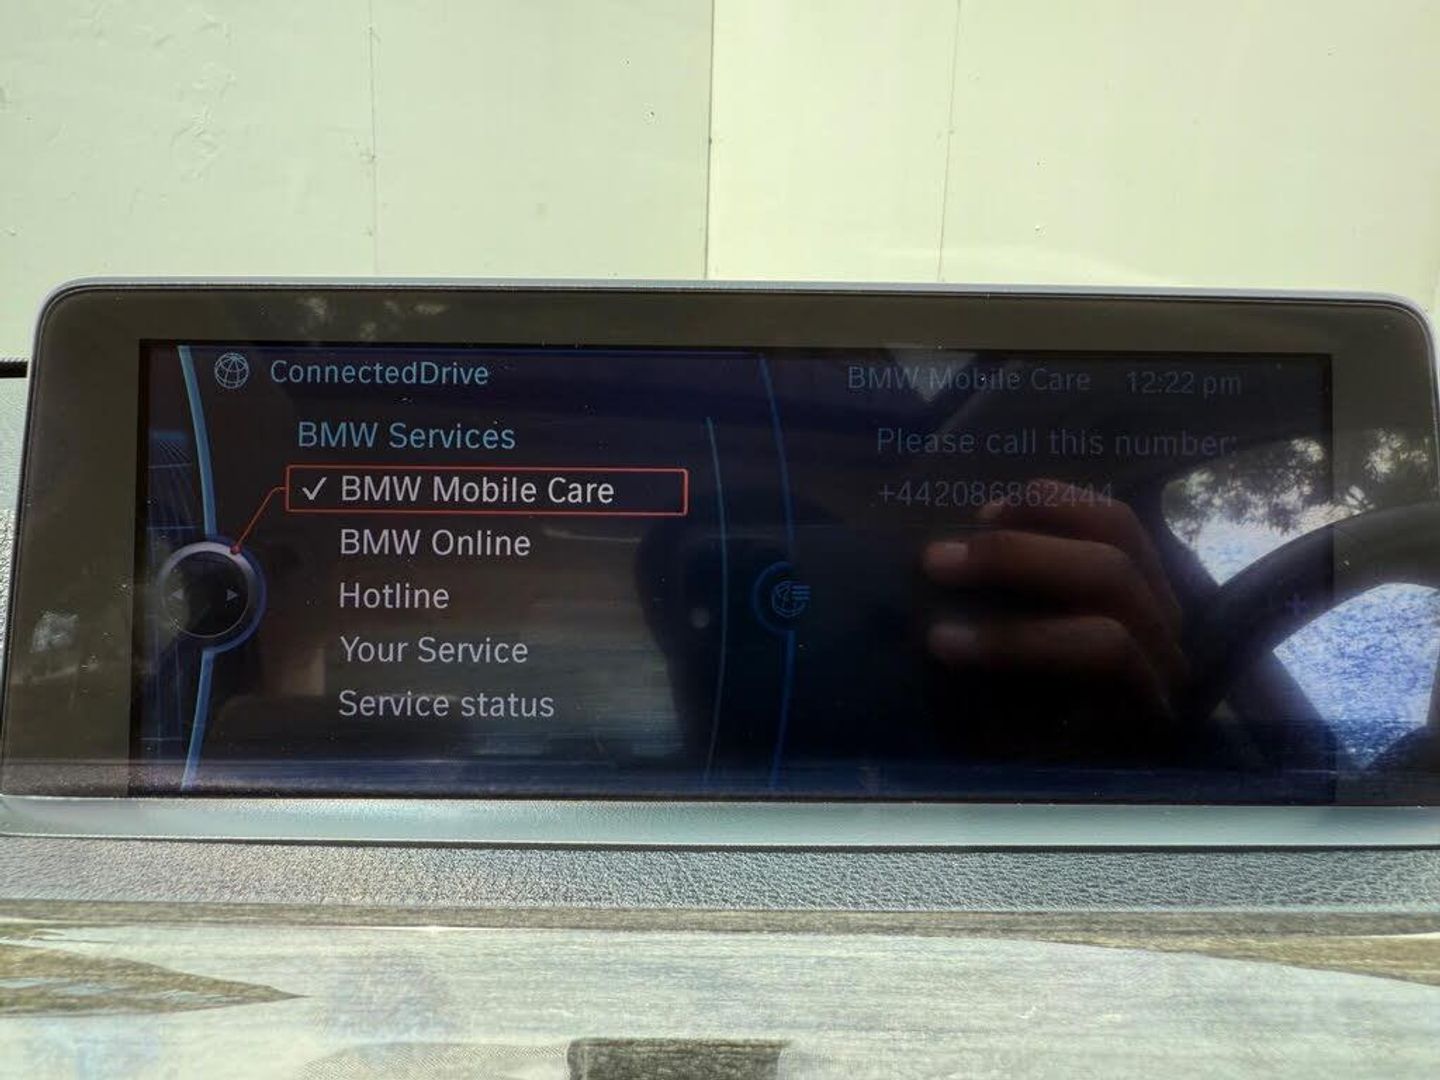 ConnectedDrive
BMW Services
✓ BMW Mobile Care
BMW Online
Hotline
Your Service
Service status
BMW Mobile Care 12:22 pm
Please call this number:
+442086862444